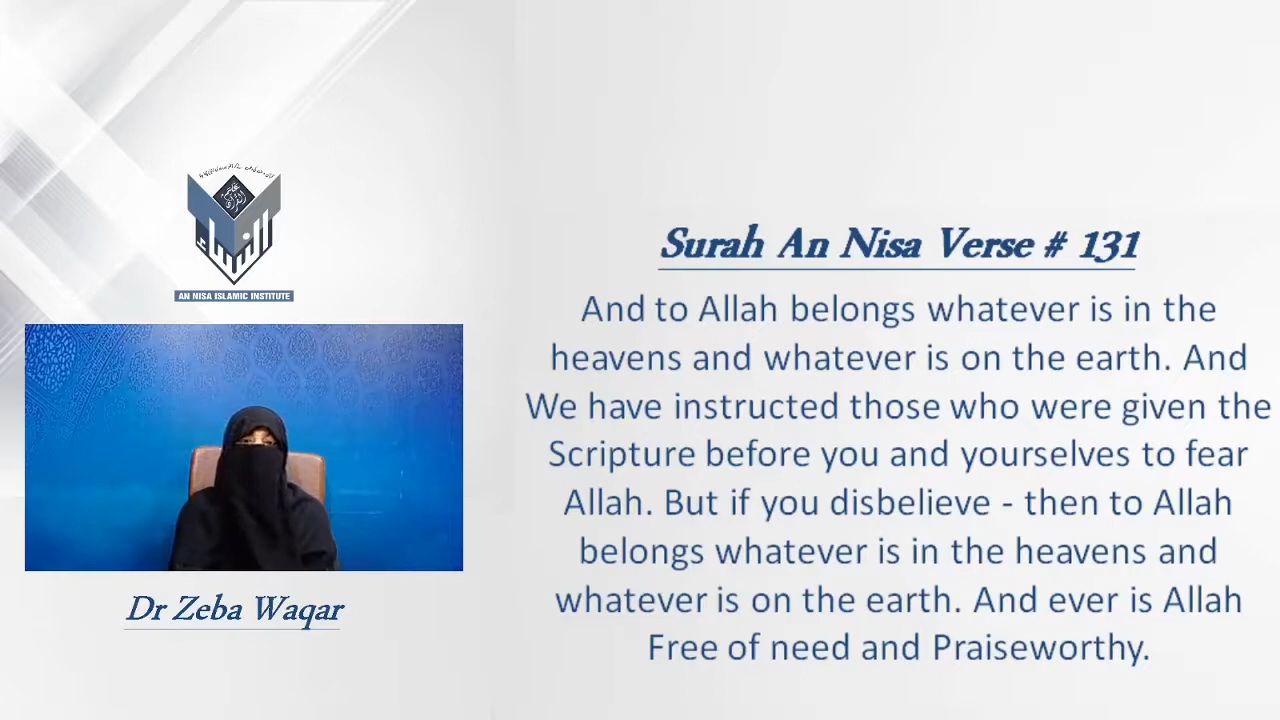 النساء
AN NISA ISLAMIC INSTITUTE
Dr Zeba Waqar
Surah An Nisa Verse # 131
And to Allah belongs whatever is in the
heavens and whatever is on the earth. And
We have instructed those who were given the
Scripture before you and yourselves to fear
Allah. But if you disbelieve - then to Allah
belongs whatever is in the heavens and
whatever is on the earth. And ever is Allah
Free of need and Praiseworthy.